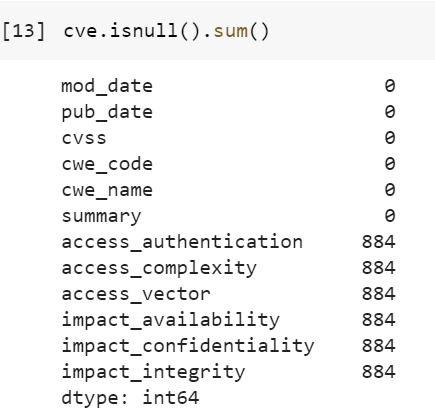 [13] cve.isnull().sum()
mod_date 0
pub_date 0
cvss 0
cwe_code 0
cwe_name 0
summary 0
access_authentication 884
access_complexity 884
access_vector 884
impact_availability 884
impact_confidentiality 884
impact_integrity 884
dtype: int64